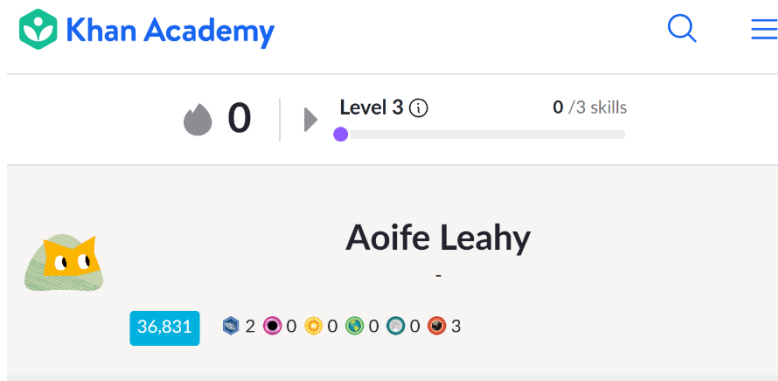 Khan Academy
0 Level 3 0 /3 skills
Aoife Leahy
-
36,831 2 0 0 0 0 3